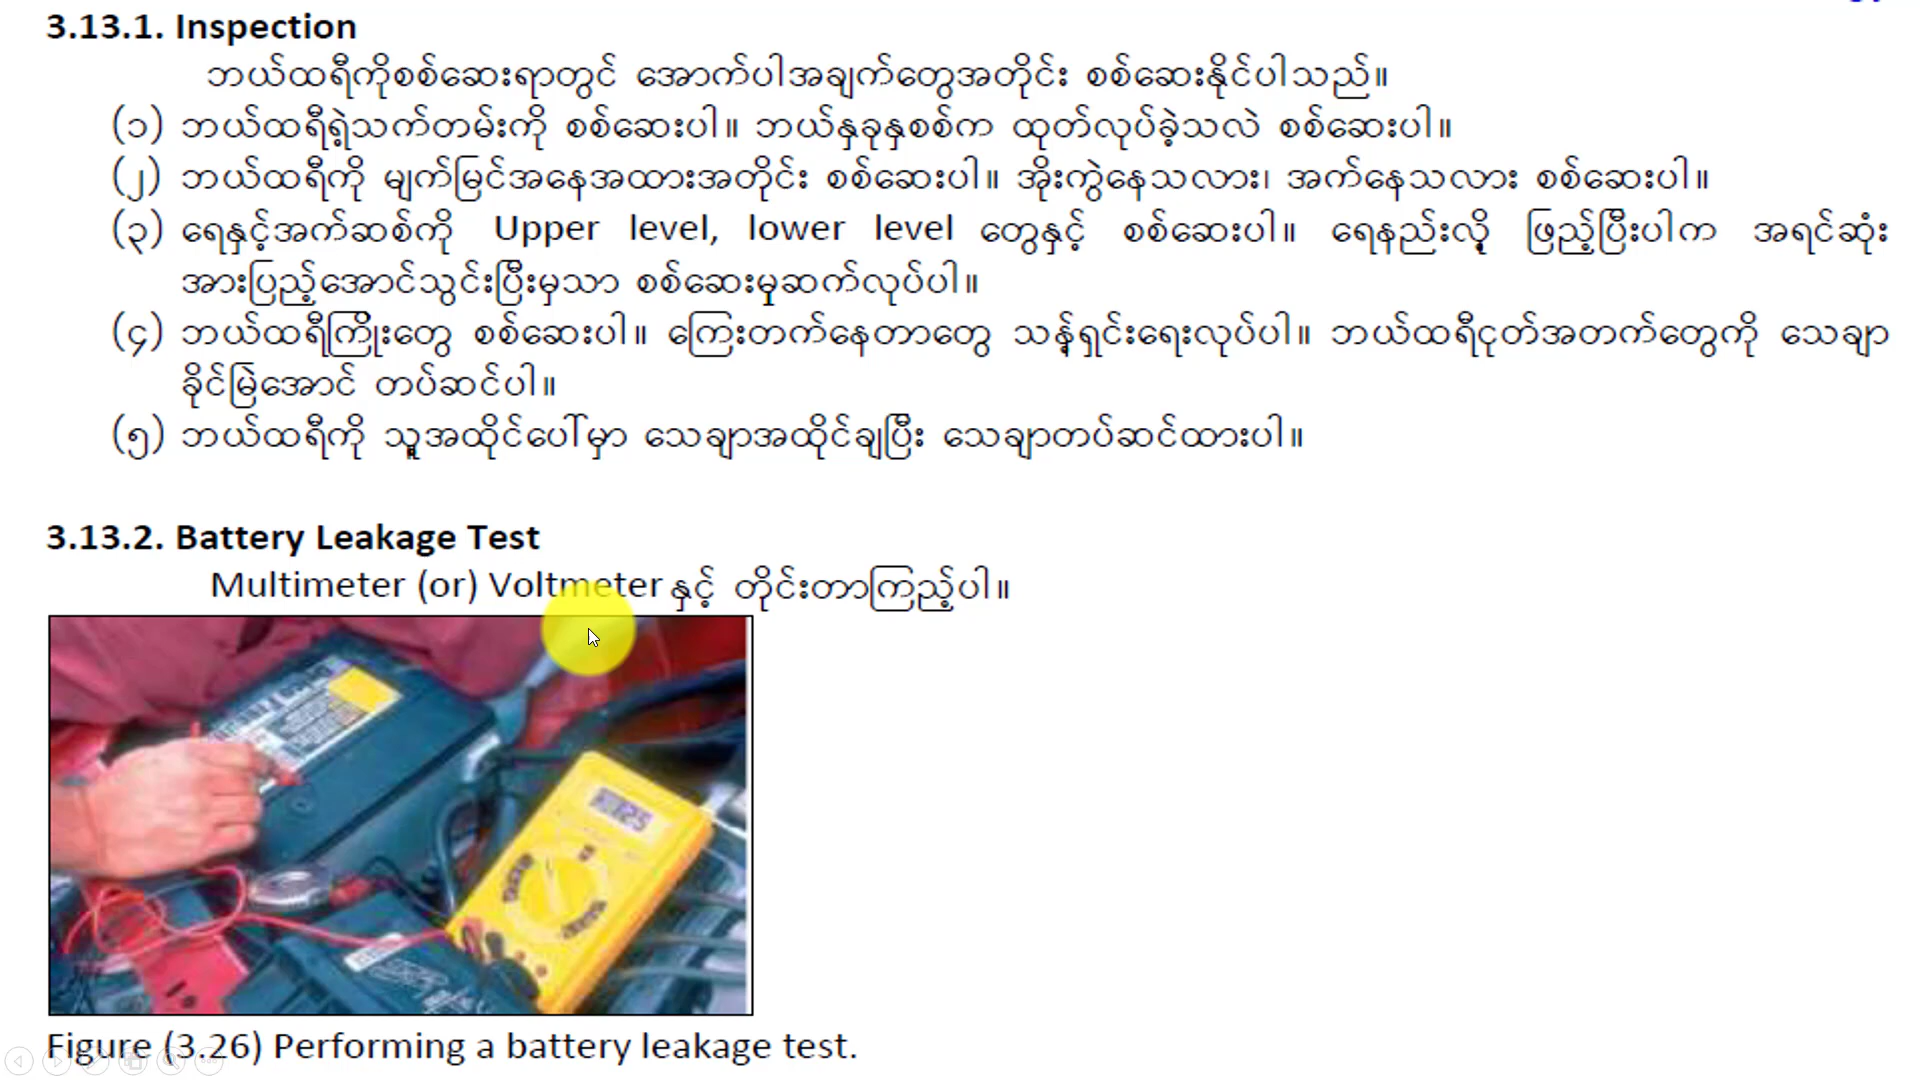 3.13.1. Inspection
ဘယ်ထရီကိုစစ်ဆေးရာတွင် အောက်ပါအချက်တွေအတိုင်း စစ်ဆေးနိုင်ပါသည်။
(၁) ဘယ်ထရီရဲ့သက်တမ်းကို စစ်ဆေးပါ။ ဘယ်နှခုနှစစ်က ထုတ်လုပ်ခဲ့သလဲ စစ်ဆေးပါ။
(၂) ဘယ်ထရီကို မျက်မြင်အနေအထားအတိုင်း စစ်ဆေးပါ။ အိုးကွဲနေသလား၊ အက်နေသလား စစ်ဆေးပါ။
(၃) ရေနှင့်အက်ဆစ်ကို Upper level, lower level တွေနှင့် စစ်ဆေးပါ။ ရေနည်းလို့ ဖြည့်ပြီးပါက အရင်ဆုံး
အားပြည့်အောင်သွင်းပြီးမှသာ စစ်ဆေးမှုဆက်လုပ်ပါ။
(၄) ဘယ်ထရီကြိုးတွေ စစ်ဆေးပါ။ ကြေးတက်နေတာတွေ သန့်ရှင်းရေးလုပ်ပါ။ ဘယ်ထရီငုတ်အတက်တွေကို သေချာ
ခိုင်မြဲအောင် တပ်ဆင်ပါ။
(၅) ဘယ်ထရီကို သူ့အထိုင်ပေါ်မှာ သေချာအထိုင်ချပြီး သေချာတပ်ဆင်ထားပါ။
3.13.2. Battery Leakage Test
Multimeter (or) Voltmeter နှင့် တိုင်းတာကြည့်ပါ။
Figure (3.26) Performing a battery leakage test.